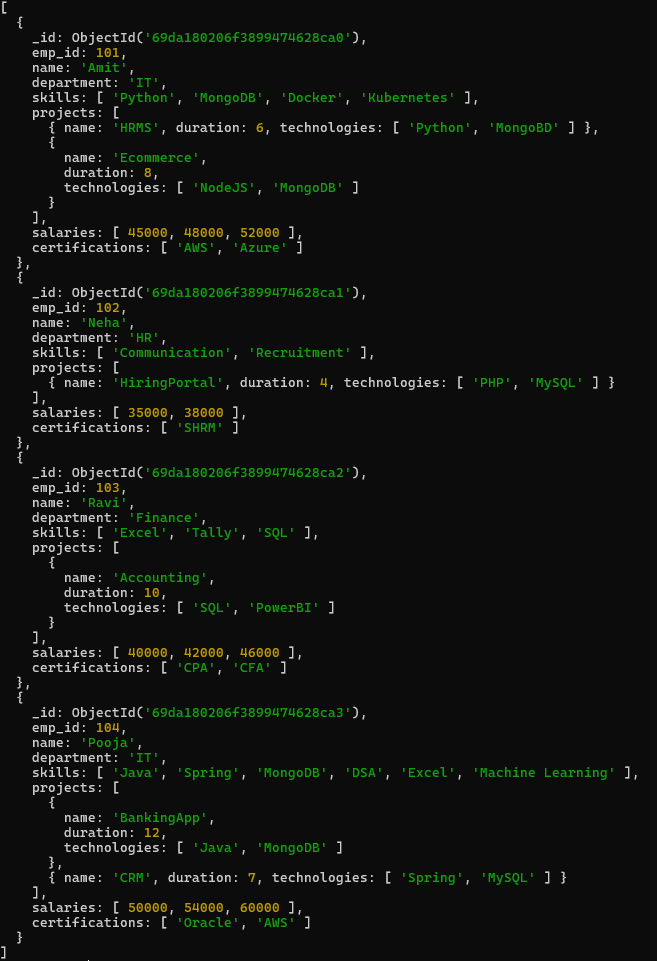 [
  {
    _id: ObjectId('69da180206f3899474628ca0'),
    emp_id: 101,
    name: 'Amit',
    department: 'IT',
    skills: [ 'Python', 'MongoDB', 'Docker', 'Kubernetes' ],
    projects: [
      { name: 'HRMS', duration: 6, technologies: [ 'Python', 'MongoBD' ] },
      {
        name: 'Ecommerce',
        duration: 8,
        technologies: [ 'NodeJS', 'MongoDB' ]
      }
    ],
    salaries: [ 45000, 48000, 52000 ],
    certifications: [ 'AWS', 'Azure' ]
  },
  {
    _id: ObjectId('69da180206f3899474628ca1'),
    emp_id: 102,
    name: 'Neha',
    department: 'HR',
    skills: [ 'Communication', 'Recruitment' ],
    projects: [
      { name: 'HiringPortal', duration: 4, technologies: [ 'PHP', 'MySQL' ] }
    ],
    salaries: [ 35000, 38000 ],
    certifications: [ 'SHRM' ]
  },
  {
    _id: ObjectId('69da180206f3899474628ca2'),
    emp_id: 103,
    name: 'Ravi',
    department: 'Finance',
    skills: [ 'Excel', 'Tally', 'SQL' ],
    projects: [
      {
        name: 'Accounting',
        duration: 10,
        technologies: [ 'SQL', 'PowerBI' ]
      }
    ],
    salaries: [ 40000, 42000, 46000 ],
    certifications: [ 'CPA', 'CFA' ]
  },
  {
    _id: ObjectId('69da180206f3899474628ca3'),
    emp_id: 104,
    name: 'Pooja',
    department: 'IT',
    skills: [ 'Java', 'Spring', 'MongoDB', 'DSA', 'Excel', 'Machine Learning' ],
    projects: [
      {
        name: 'BankingApp',
        duration: 12,
        technologies: [ 'Java', 'MongoDB' ]
      },
      { name: 'CRM', duration: 7, technologies: [ 'Spring', 'MySQL' ] }
    ],
    salaries: [ 50000, 54000, 60000 ],
    certifications: [ 'Oracle', 'AWS' ]
  }
]